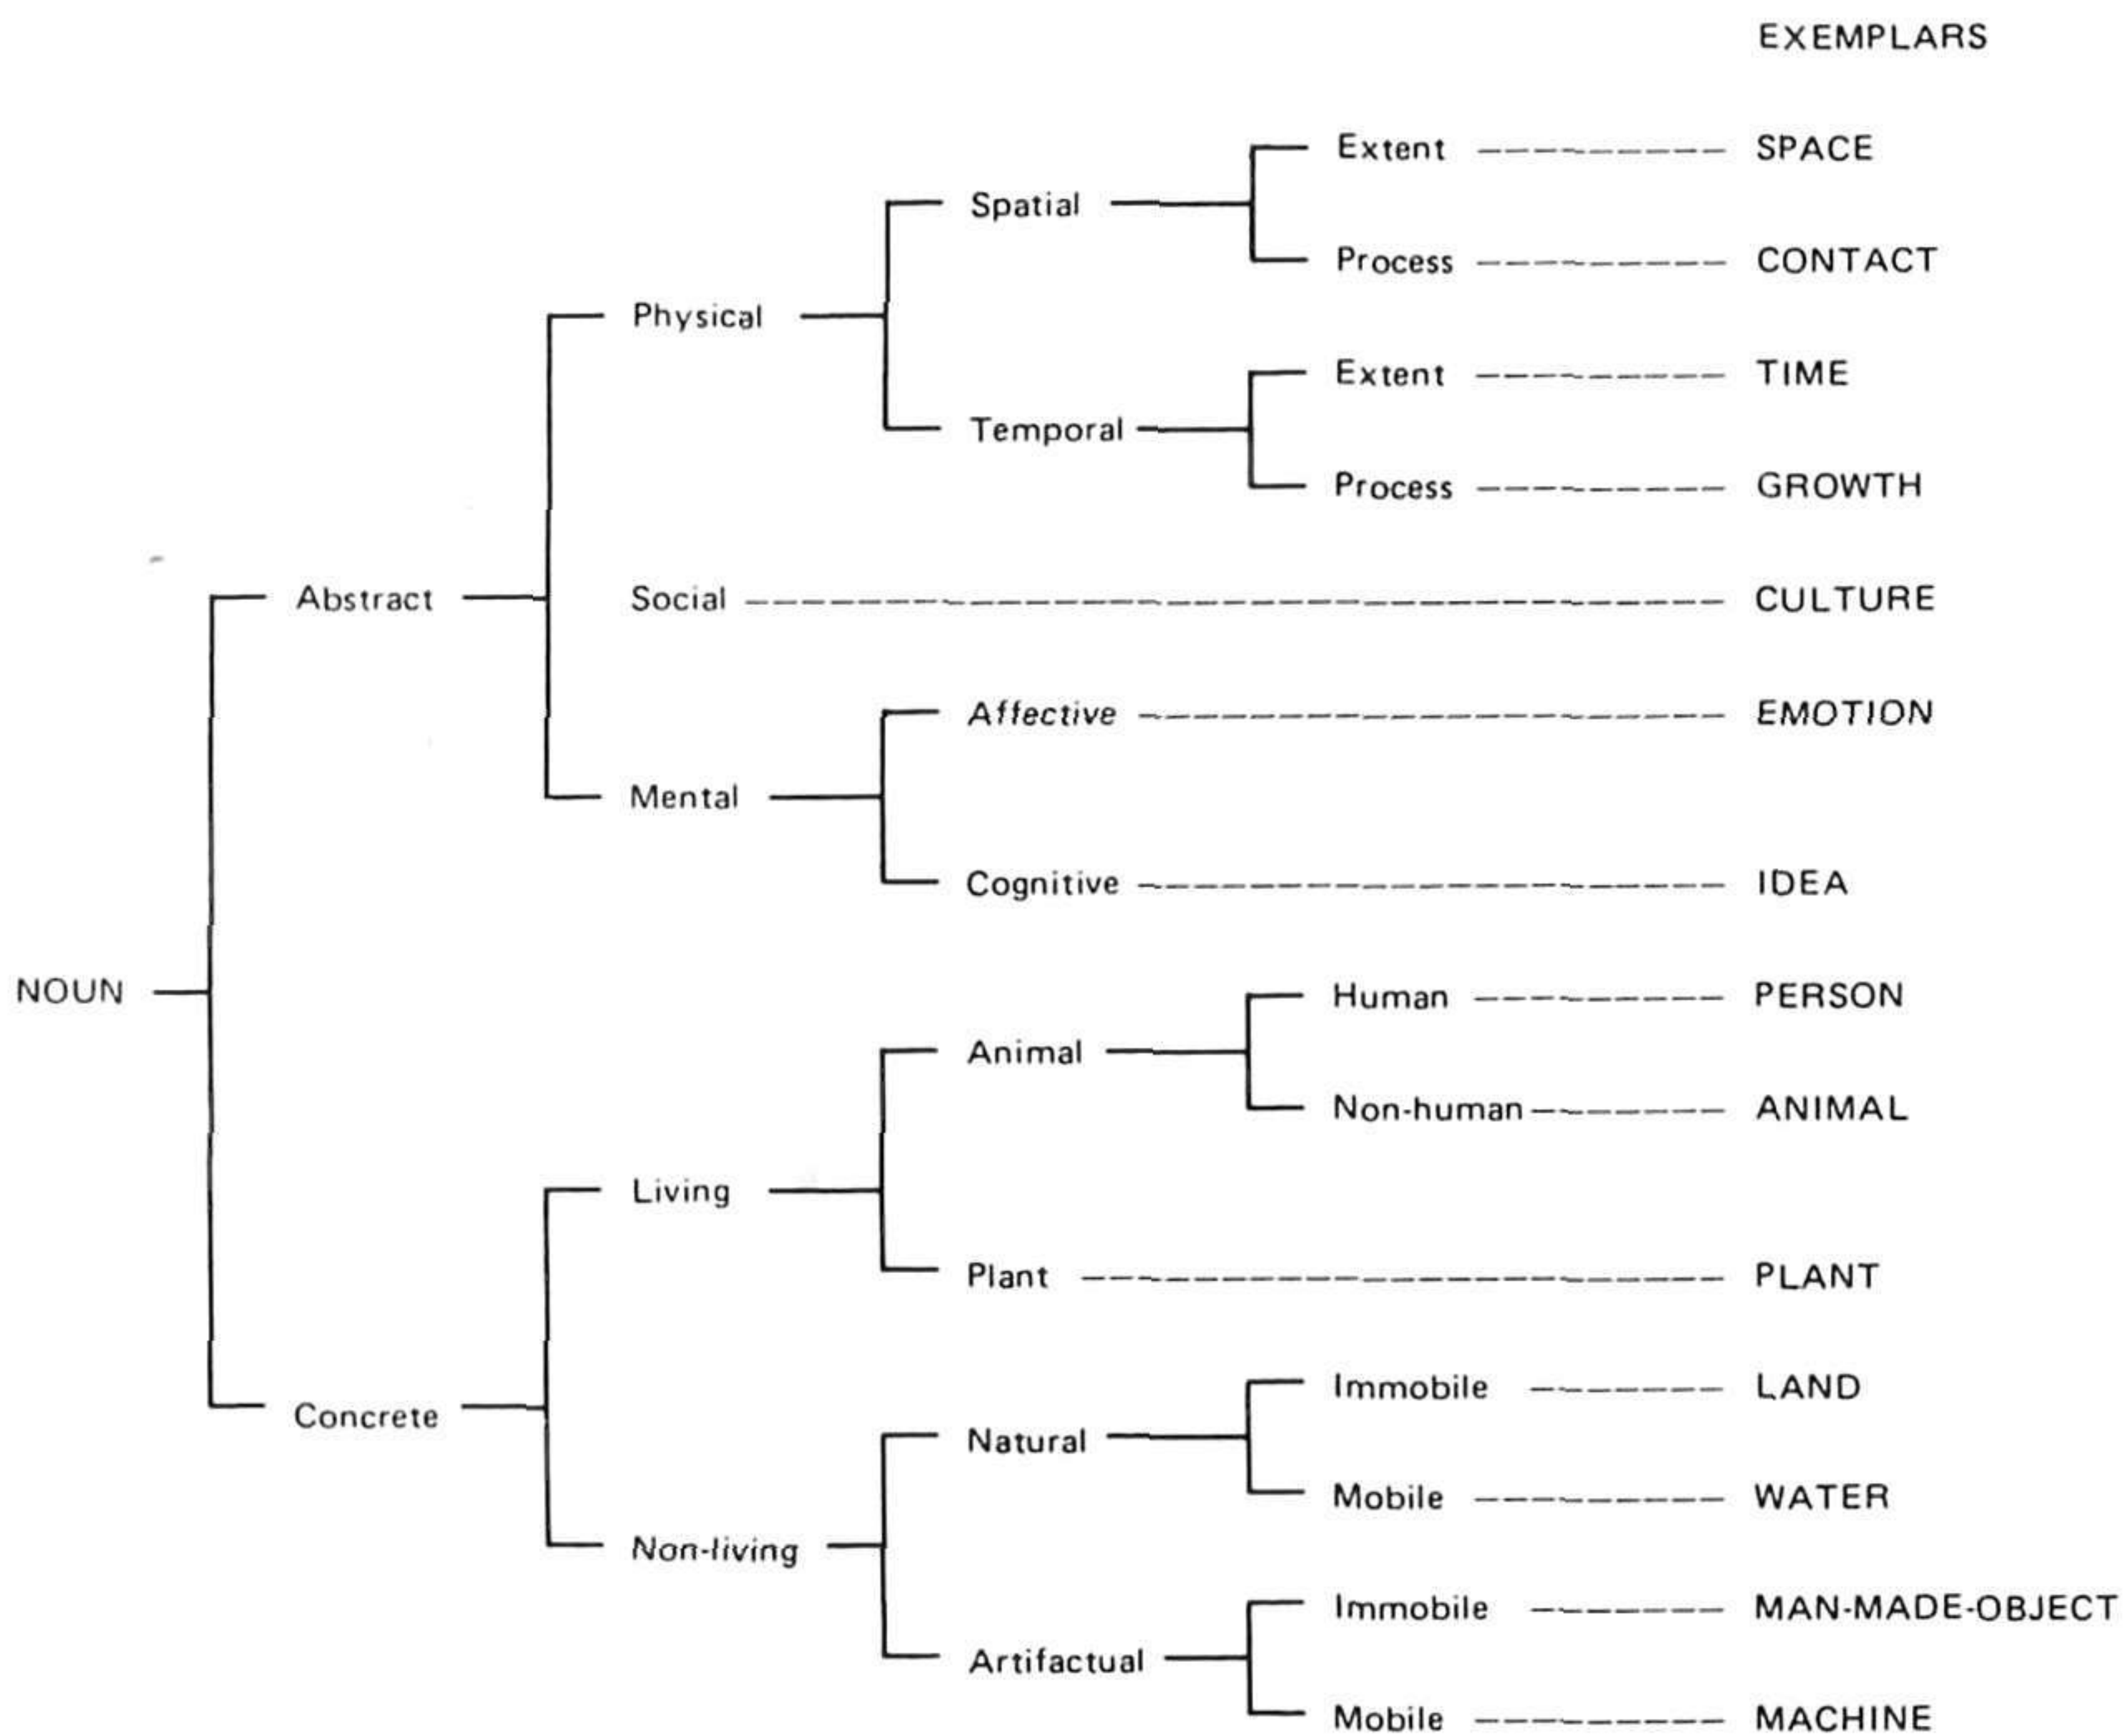 EXEMPLARS
Extent SPACE
Spatial
Process CONTACT
Physical
Extent TIME
Temporal
Process GROWTH
Abstract Social CULTURE
Affective EMOTION
Mental
Cognitive IDEA
NOUN Human PERSON
Animal
Non-human ANIMAL
Living
Plant PLANT
Immobile LAND
Concrete
Natural
Mobile WATER
Non-living
Immobile MAN-MADE-OBJECT
Artifactual
Mobile MACHINE